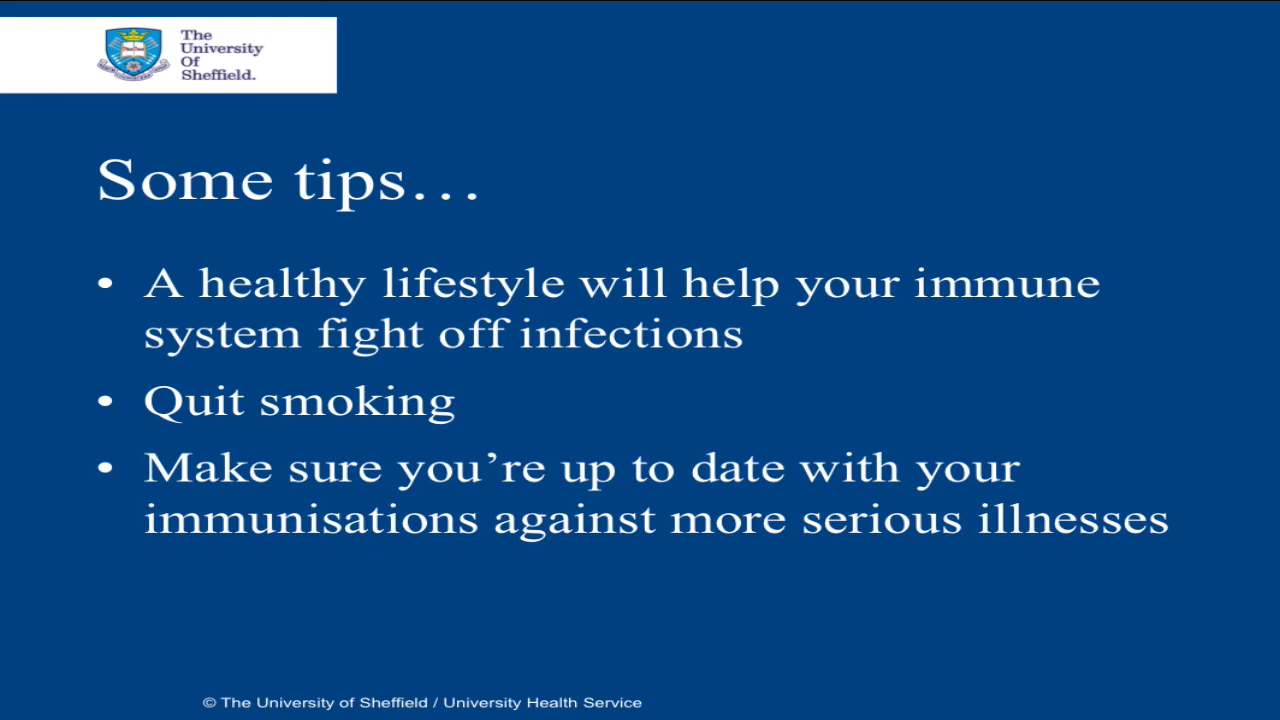 The
University
Of
Sheffield.
Some tips…
• A healthy lifestyle will help your immune
system fight off infections
• Quit smoking
• Make sure you’re up to date with your
immunisations against more serious illnesses
© The University of Sheffield / University Health Service